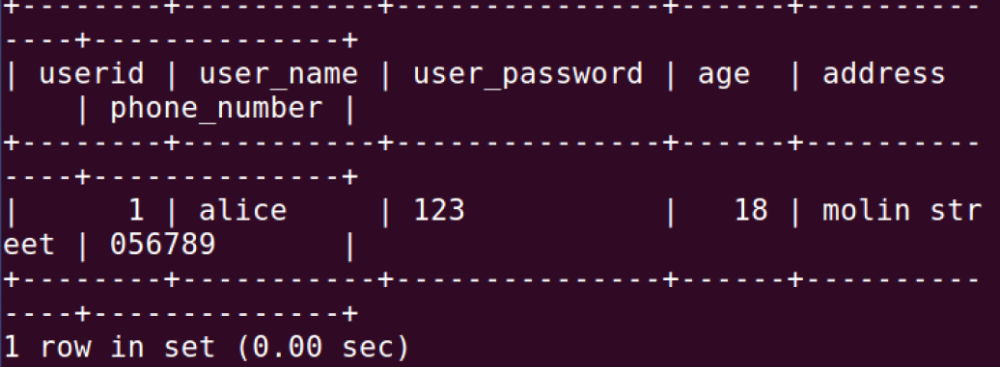 +--------+-----------+---------------+------+----------
----+--------------+
| userid | user_name | user_password | age  | address
    | phone_number |
+--------+-----------+---------------+------+----------
----+--------------+
|      1 | alice     | 123           |   18 | molin str
eet | 056789       |
+--------+-----------+---------------+------+----------
----+--------------+
1 row in set (0.00 sec)